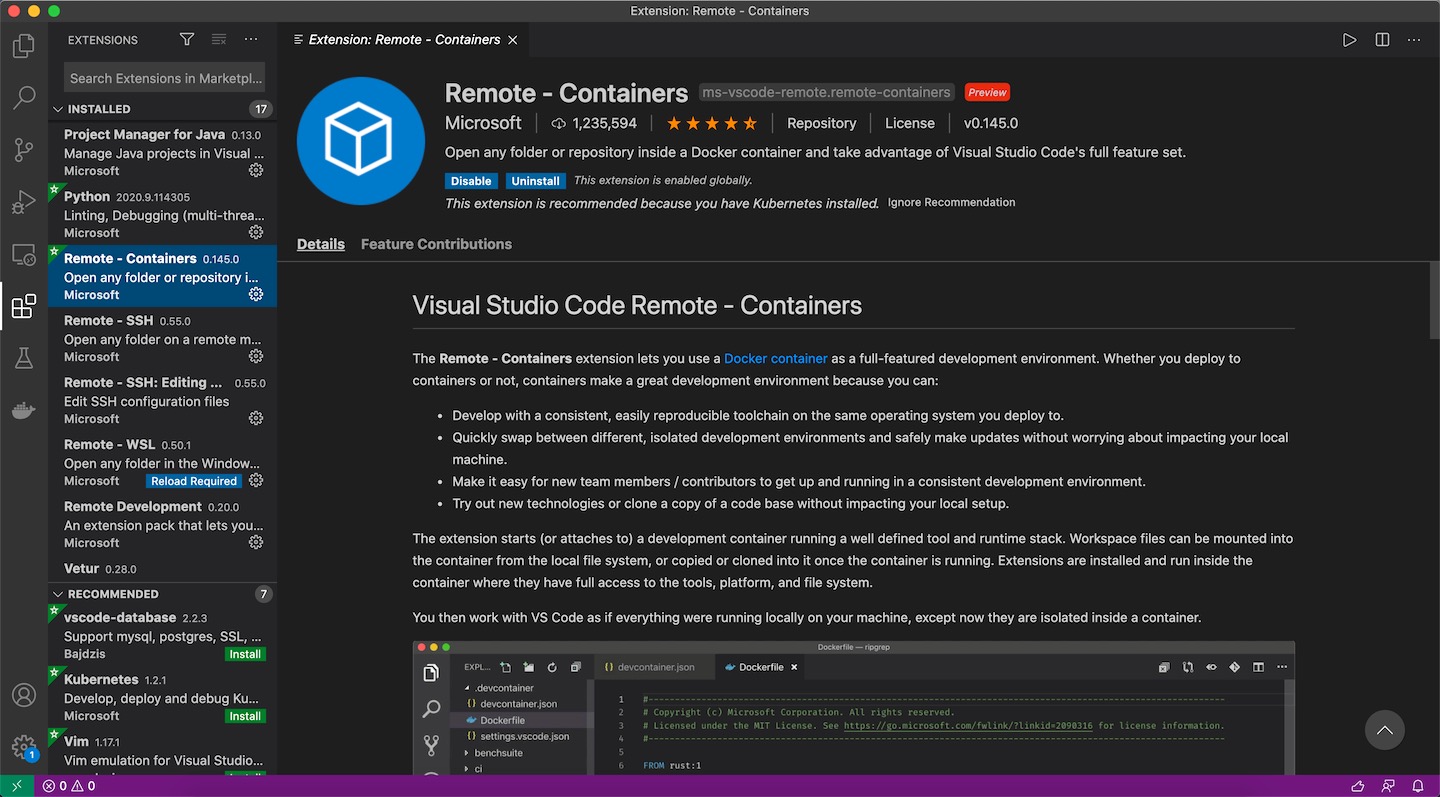 Extension: Remote - Containers
EXTENSIONS
Search Extensions in Marketpl...
INSTALLED 17
Project Manager for Java 0.13.0
Manage Java projects in Visual ...
Microsoft
Python 2020.9.114305
Linting, Debugging (multi-threa...
Microsoft
Remote - Containers 0.145.0
Open any folder or repository i...
Microsoft
Remote - SSH 0.55.0
Open any folder on a remote m...
Microsoft
Remote - SSH: Editing ... 0.55.0
Edit SSH configuration files
Microsoft
Remote - WSL 0.50.1
Open any folder in the Window...
Microsoft Reload Required
Remote Development 0.20.0
An extension pack that lets you...
Microsoft
Vetur 0.28.0
RECOMMENDED 7
vscode-database 2.2.3
Support mysql, postgres, SSL, ...
Bajdzis Install
Kubernetes 1.2.1
Develop, deploy and debug Ku...
Microsoft Install
Vim 1.17.1
Vim emulation for Visual Studio...
1
0 0
Extension: Remote - Containers
Remote - Containers ms-vscode-remote.remote-containers Preview
Microsoft 1,235,594 Repository License v0.145.0
Open any folder or repository inside a Docker container and take advantage of Visual Studio Code's full feature set.
Disable Uninstall This extension is enabled globally.
This extension is recommended because you have Kubernetes installed. Ignore Recommendation
Details Feature Contributions
Visual Studio Code Remote - Containers
The Remote - Containers extension lets you use a Docker container as a full-featured development environment. Whether you deploy to
containers or not, containers make a great development environment because you can:
• Develop with a consistent, easily reproducible toolchain on the same operating system you deploy to.
• Quickly swap between different, isolated development environments and safely make updates without worrying about impacting your local
machine.
• Make it easy for new team members / contributors to get up and running in a consistent development environment.
• Try out new technologies or clone a copy of a code base without impacting your local setup.
The extension starts (or attaches to) a development container running a well defined tool and runtime stack. Workspace files can be mounted into
the container from the local file system, or copied or cloned into it once the container is running. Extensions are installed and run inside the
container where they have full access to the tools, platform, and file system.
You then work with VS Code as if everything were running locally on your machine, except now they are isolated inside a container.
Dockerfile — ripgrep
EXPL... devcontainer.json Dockerfile
.devcontainer
devcontainer.json
Dockerfile
settings.vscode.json
benchsuite
ci
1 #-------------------------------------------------------------------------------------------------------------
2 # Copyright (c) Microsoft Corporation. All rights reserved.
3 # Licensed under the MIT License. See https://go.microsoft.com/fwlink/?linkid=2090316 for license information.
4 #-------------------------------------------------------------------------------------------------------------
5
6 FROM rust:1